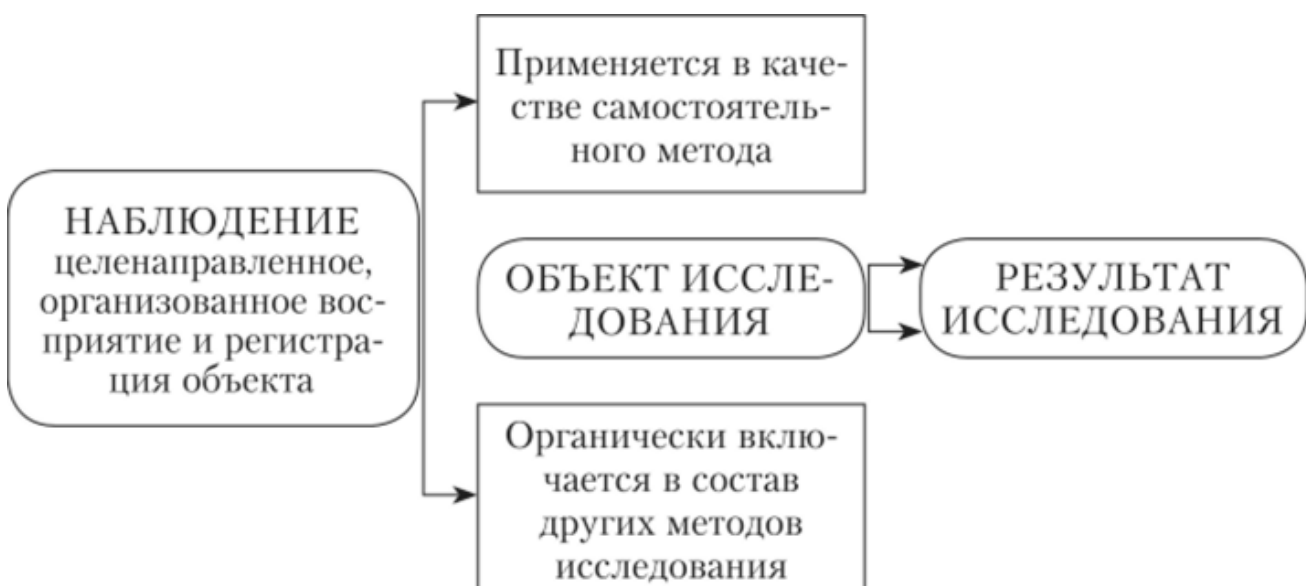 Применяется в каче-
стве самостоятель-
ного метода
НАБЛЮДЕНИЕ
целенаправленное,
организованное вос-
приятие и регистра-
ция объекта
ОБЪЕКТ ИССЛЕ-
ДОВАНИЯ
РЕЗУЛЬТАТ
ИССЛЕДОВАНИЯ
Органически вклю-
чается в состав
других методов
исследования